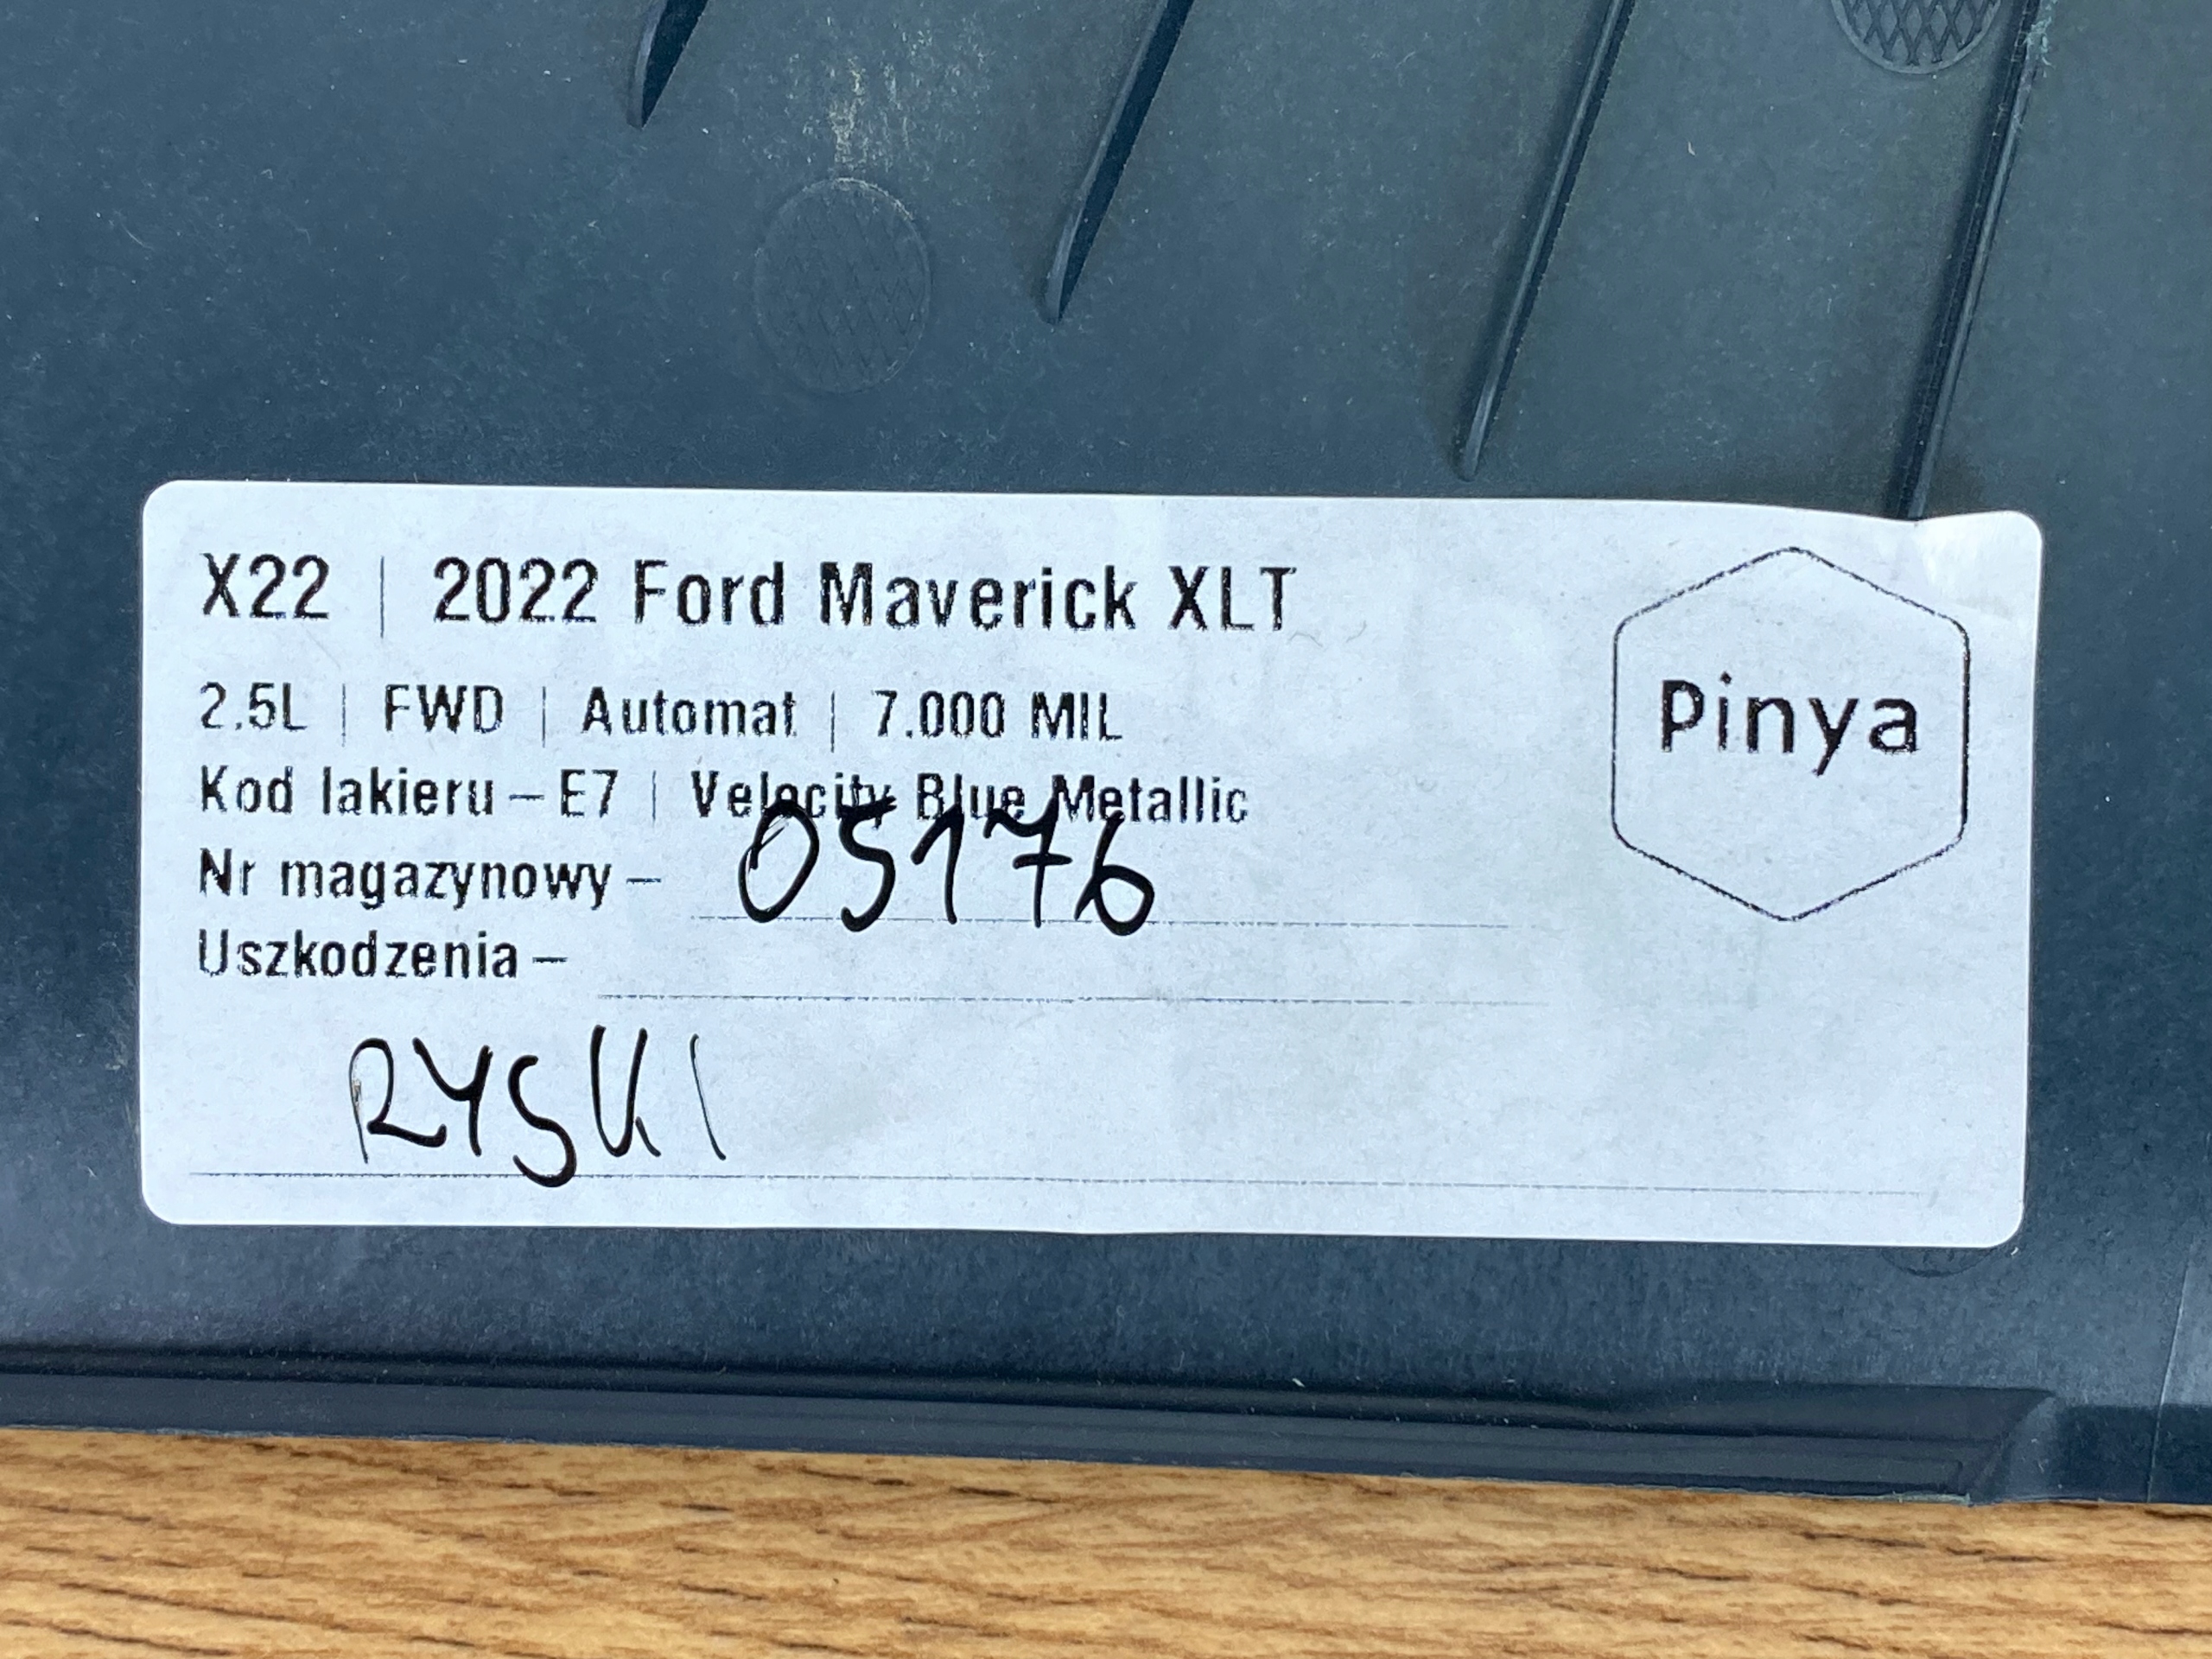 X22 | 2022 Ford Maverick XLT
2.5L | FWD | Automat | 7.000 MIL
Kod lakieru – E7 | Velocity Blue Metallic
Nr magazynowy – 05176
Uszkodzenia –
RYSKI
Pinya